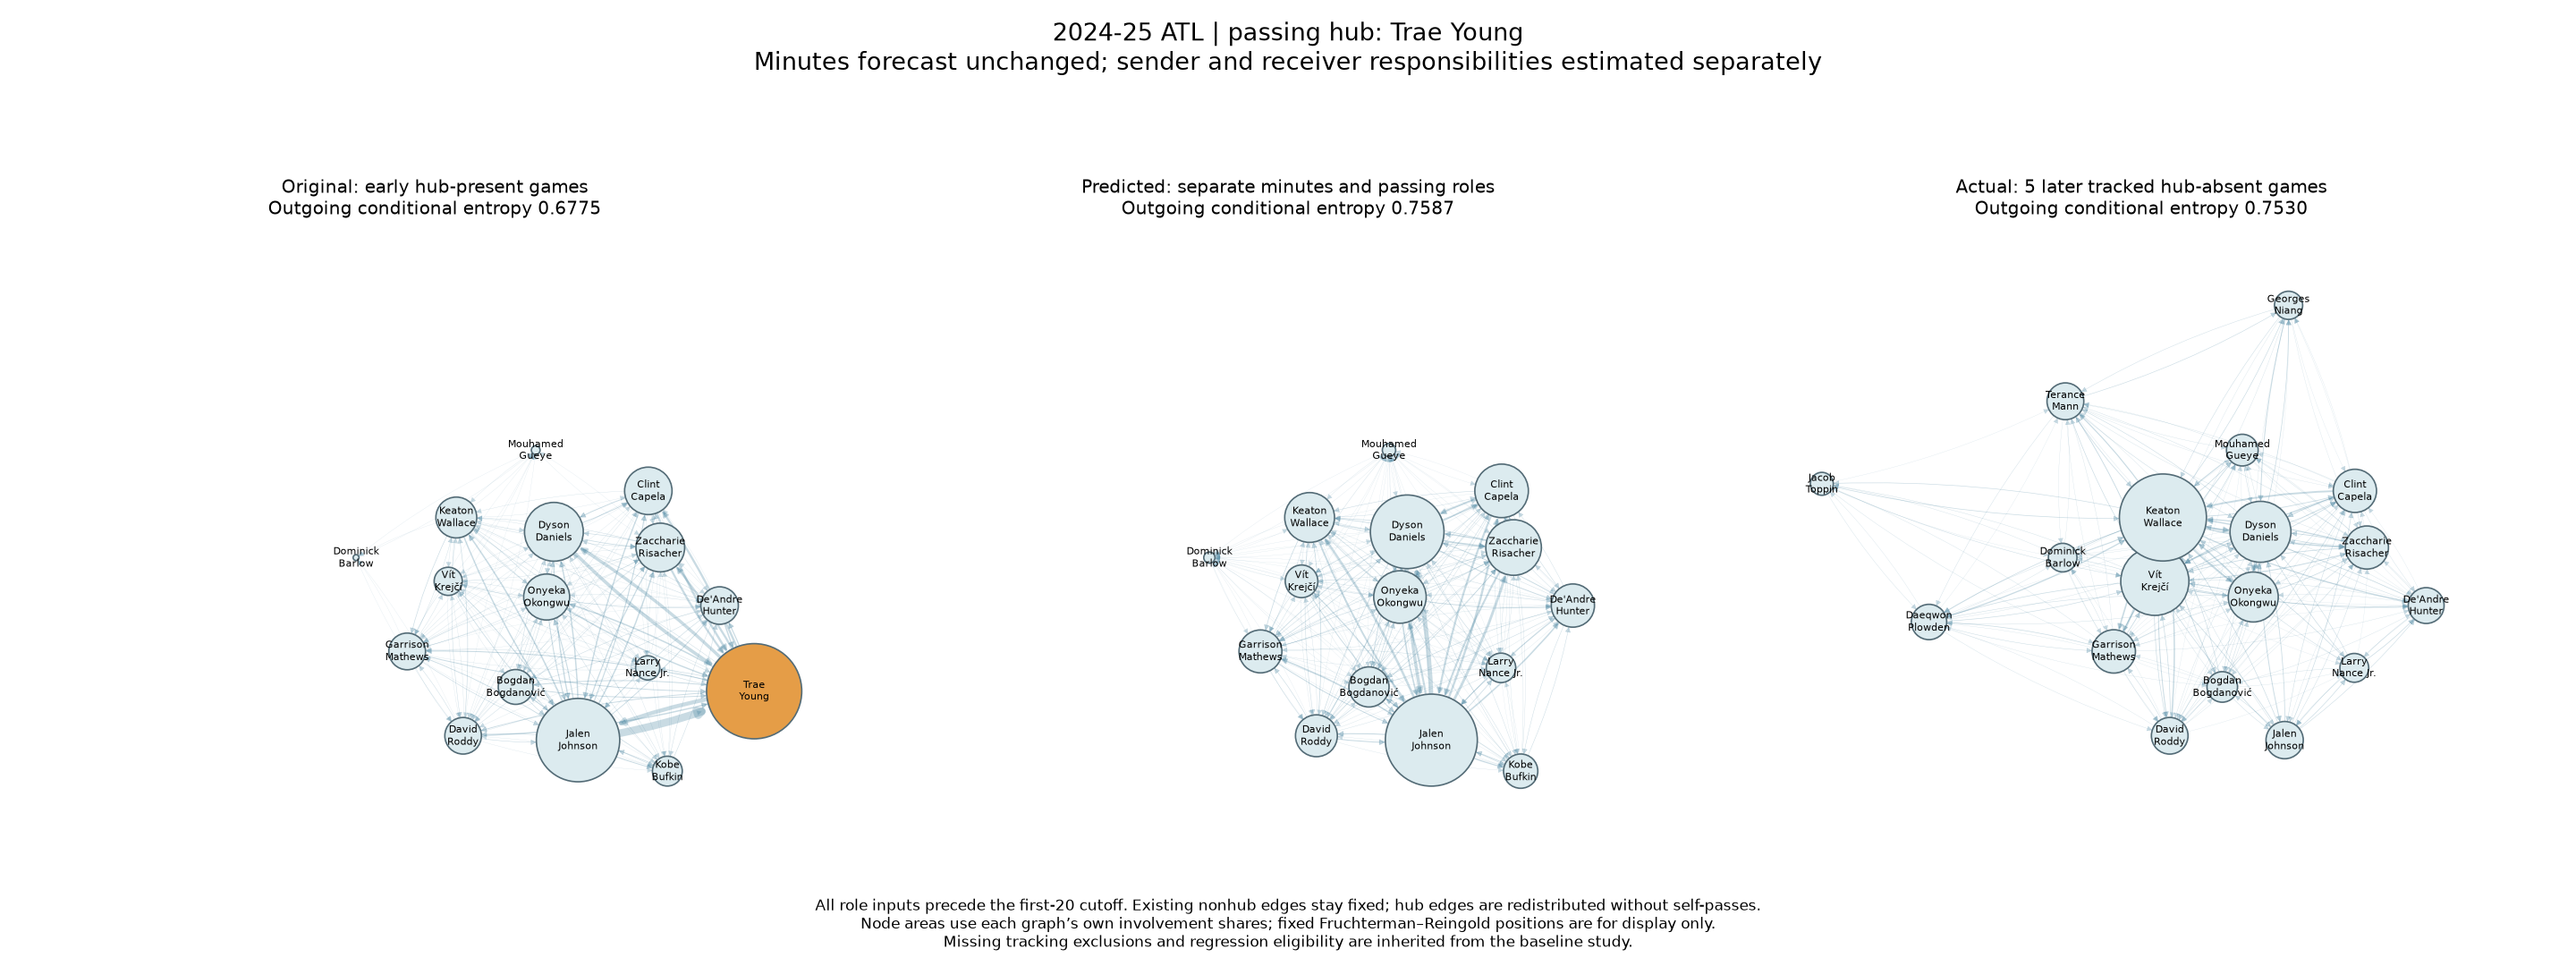 2024-25 ATL | passing hub: Trae Young
Minutes forecast unchanged; sender and receiver responsibilities estimated separately
Original: early hub-present games
Outgoing conditional entropy 0.6775
Mouhamed
Gueye
Clint
Capela
Keaton
Wallace
Dyson
Daniels
Zaccharie
Risacher
Dominick
Barlow
Vít
Krejčí
Onyeka
Okongwu
De'Andre
Hunter
Garrison
Mathews
Larry
Nance Jr.
Bogdan
Bogdanović
Trae
Young
David
Roddy
Jalen
Johnson
Kobe
Bufkin
Predicted: separate minutes and passing roles
Outgoing conditional entropy 0.7587
Mouhamed
Gueye
Clint
Capela
Keaton
Wallace
Dyson
Daniels
Zaccharie
Risacher
Dominick
Barlow
Vít
Krejčí
Onyeka
Okongwu
De'Andre
Hunter
Garrison
Mathews
Larry
Nance Jr.
Bogdan
Bogdanović
David
Roddy
Jalen
Johnson
Kobe
Bufkin
Actual: 5 later tracked hub-absent games
Outgoing conditional entropy 0.7530
Georges
Niang
Terance
Mann
Mouhamed
Gueye
Jacob
Toppin
Clint
Capela
Keaton
Wallace
Dyson
Daniels
Zaccharie
Risacher
Dominick
Barlow
Vít
Krejčí
Onyeka
Okongwu
De'Andre
Hunter
Daeqwon
Plowden
Garrison
Mathews
Larry
Nance Jr.
Bogdan
Bogdanović
David
Roddy
Jalen
Johnson
All role inputs precede the first-20 cutoff. Existing nonhub edges stay fixed; hub edges are redistributed without self-passes.
Node areas use each graph’s own involvement shares; fixed Fruchterman–Reingold positions are for display only.
Missing tracking exclusions and regression eligibility are inherited from the baseline study.